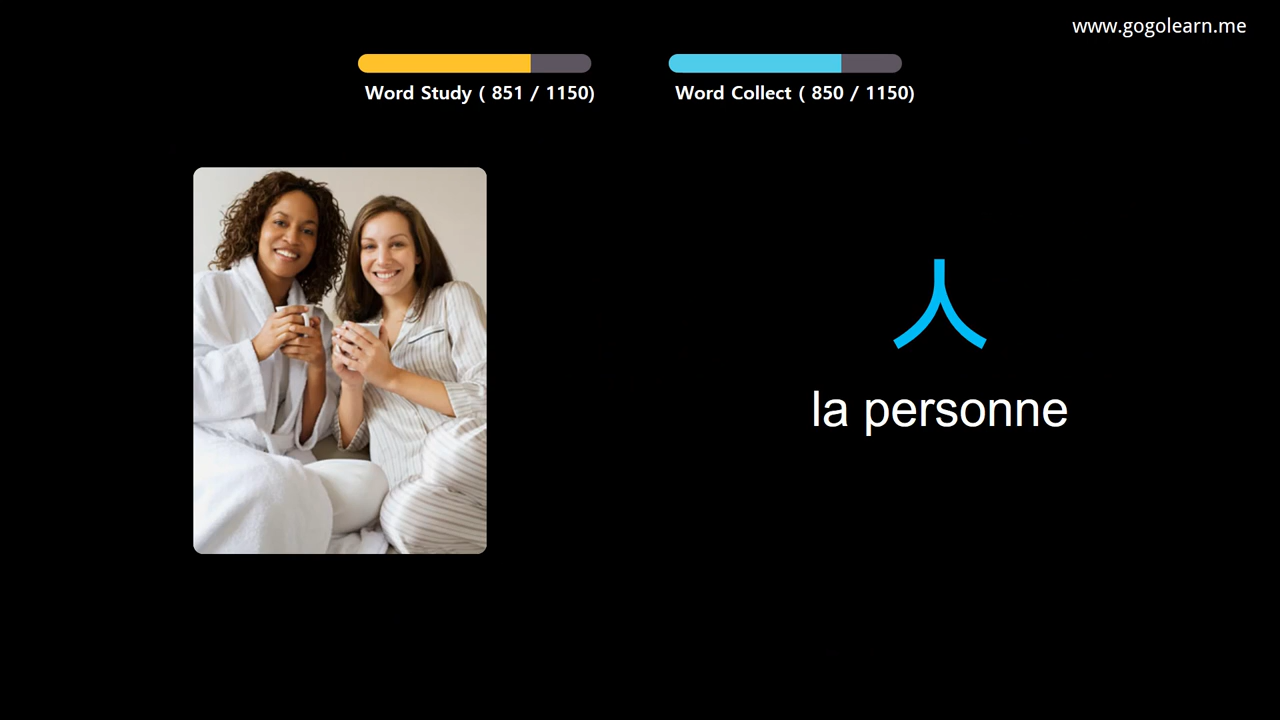 www.gogolearn.me
Word Study ( 851 / 1150)
Word Collect ( 850 / 1150)
人
la personne